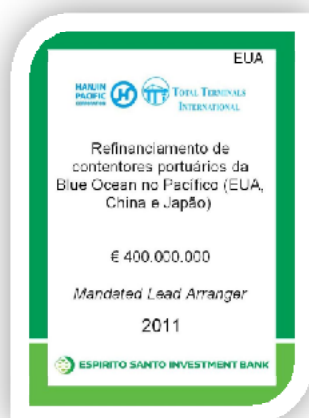 EUA
HANJIN
PACIFIC
CORPORATION
TOTAL TERMINALS
INTERNATIONAL
Refinanciamento de
contentores portuários da
Blue Ocean no Pacífico (EUA,
China e Japão)
€ 400.000.000
Mandated Lead Arranger
2011
ESPIRITO SANTO INVESTMENT BANK